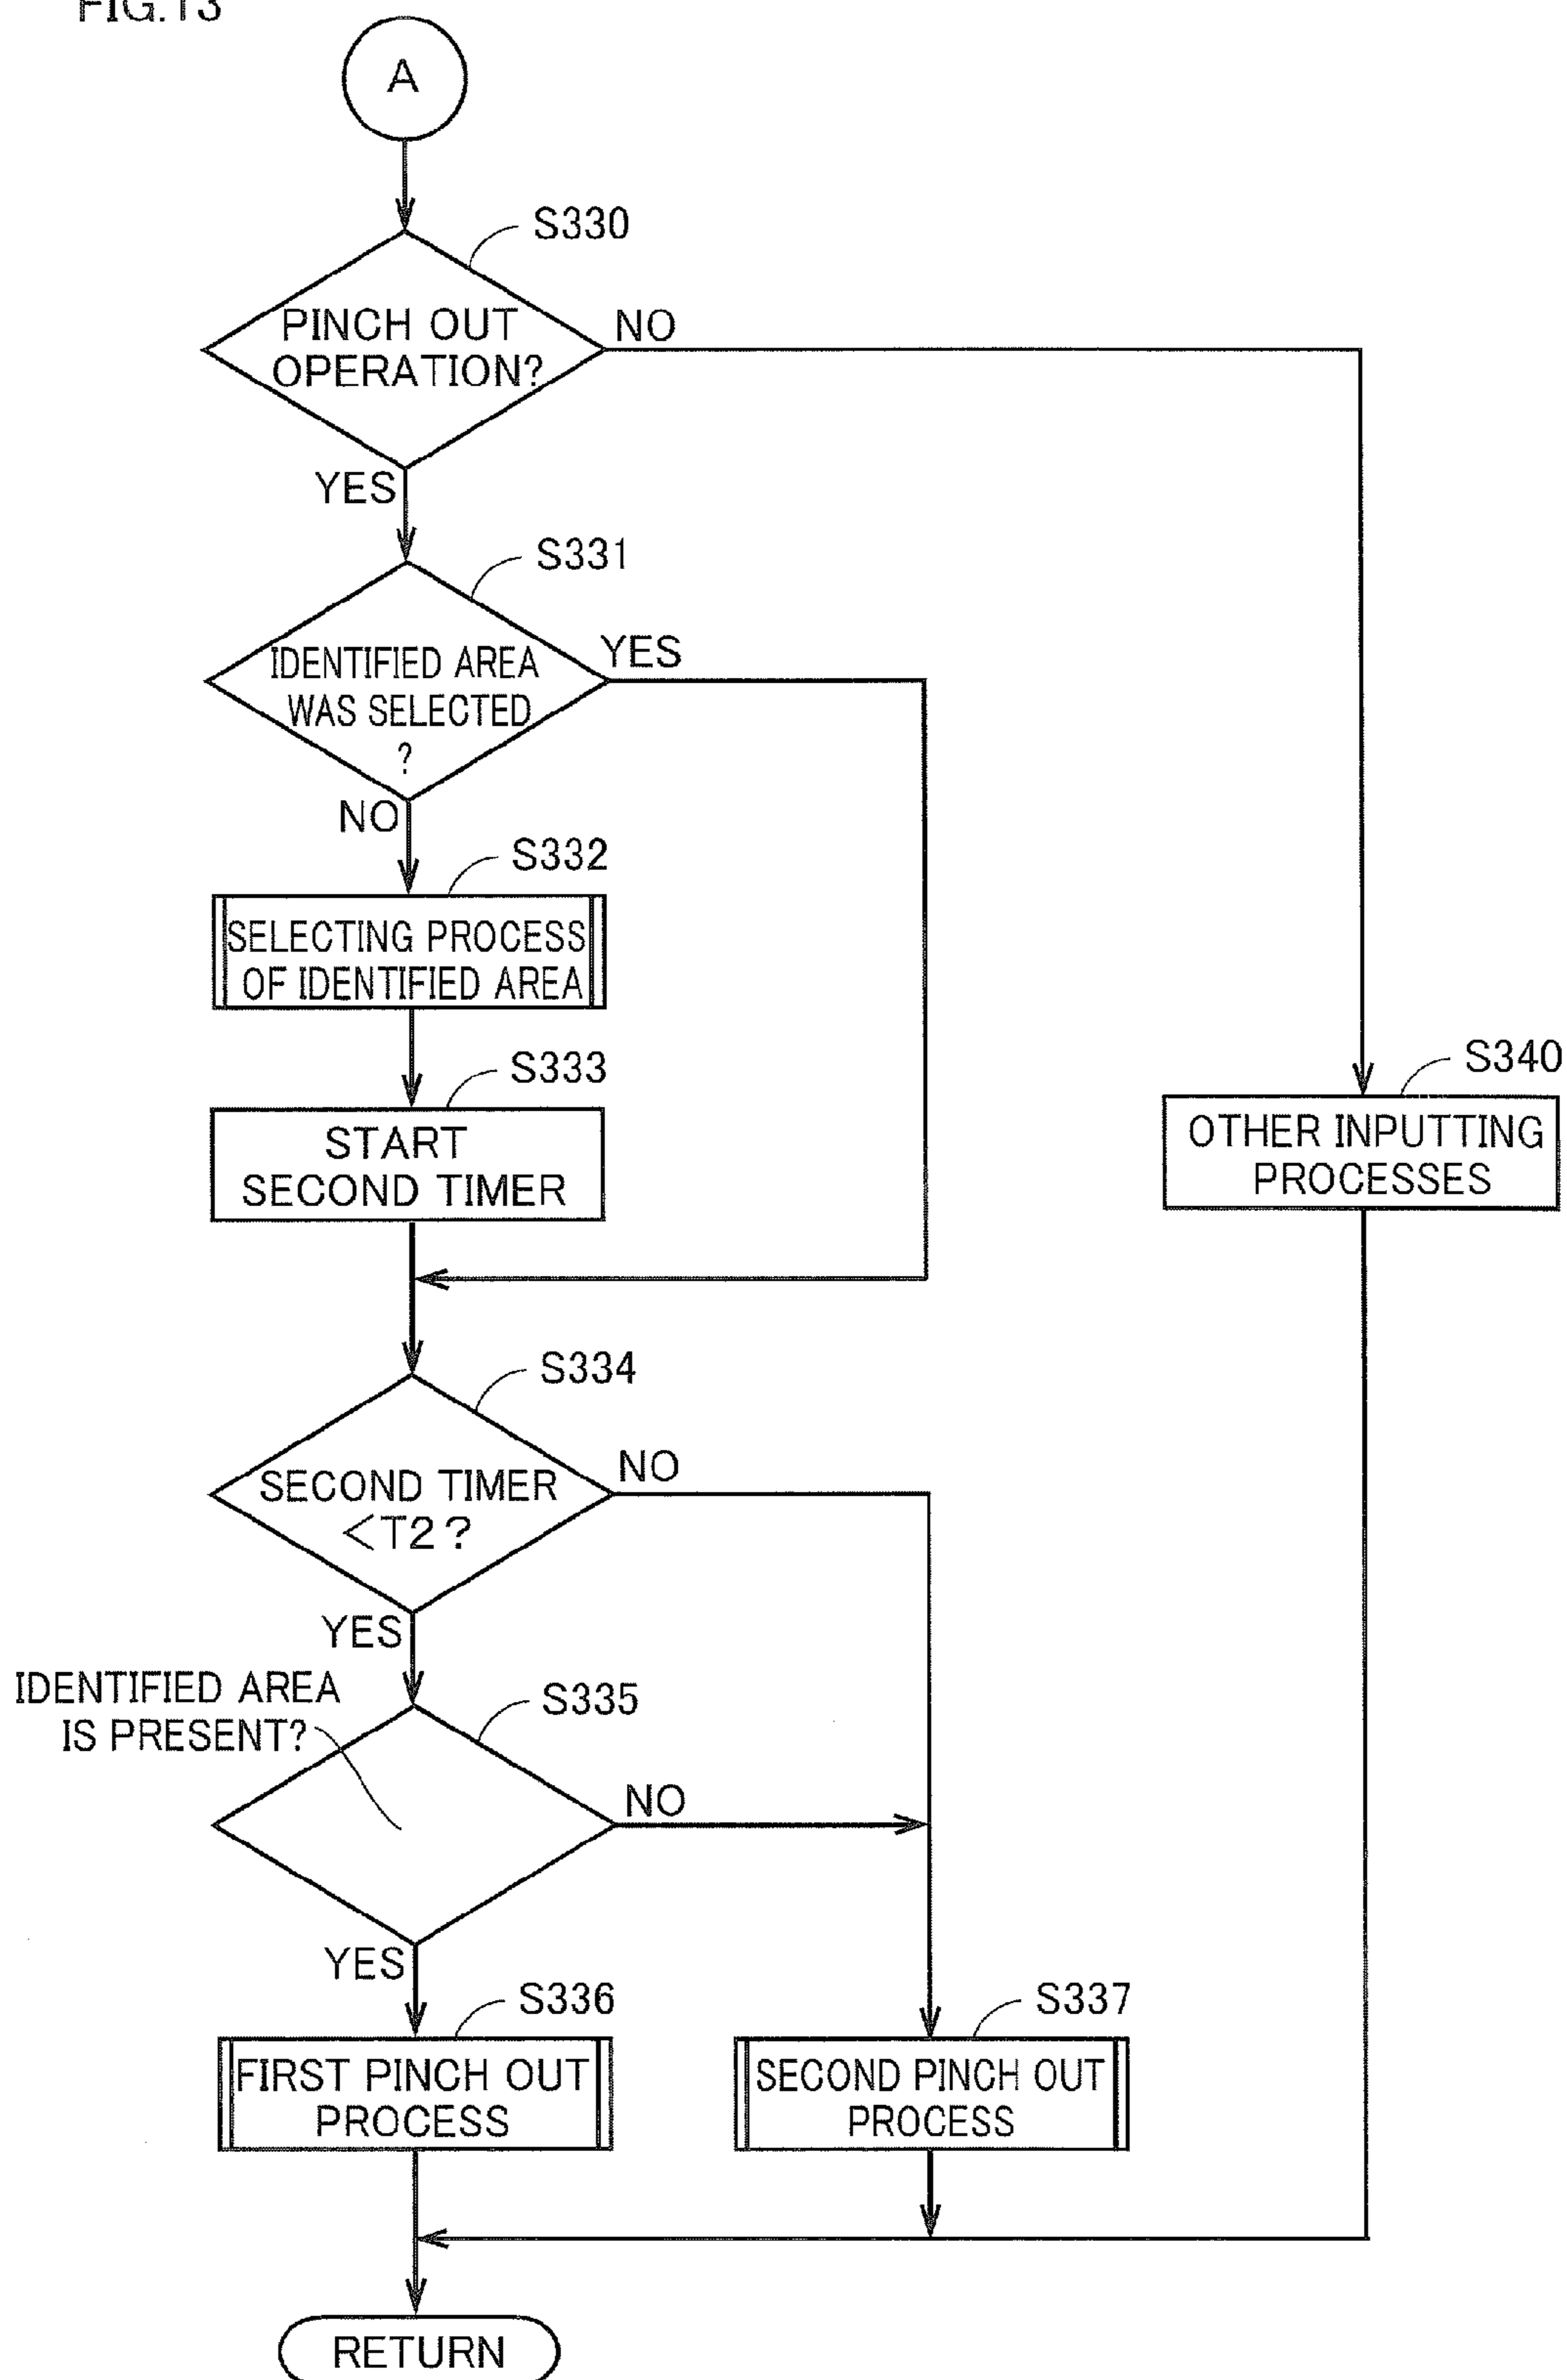 FIG.13
A
S330
PINCH OUT
OPERATION?
NO
YES
S331
IDENTIFIED AREA
WAS SELECTED
?
YES
NO
S332
SELECTING PROCESS
OF IDENTIFIED AREA
S333
START
SECOND TIMER
S340
OTHER INPUTTING
PROCESSES
S334
SECOND TIMER
<T2?
NO
YES
IDENTIFIED AREA
IS PRESENT?
S335
NO
YES
S336
FIRST PINCH OUT
PROCESS
S337
SECOND PINCH OUT
PROCESS
RETURN